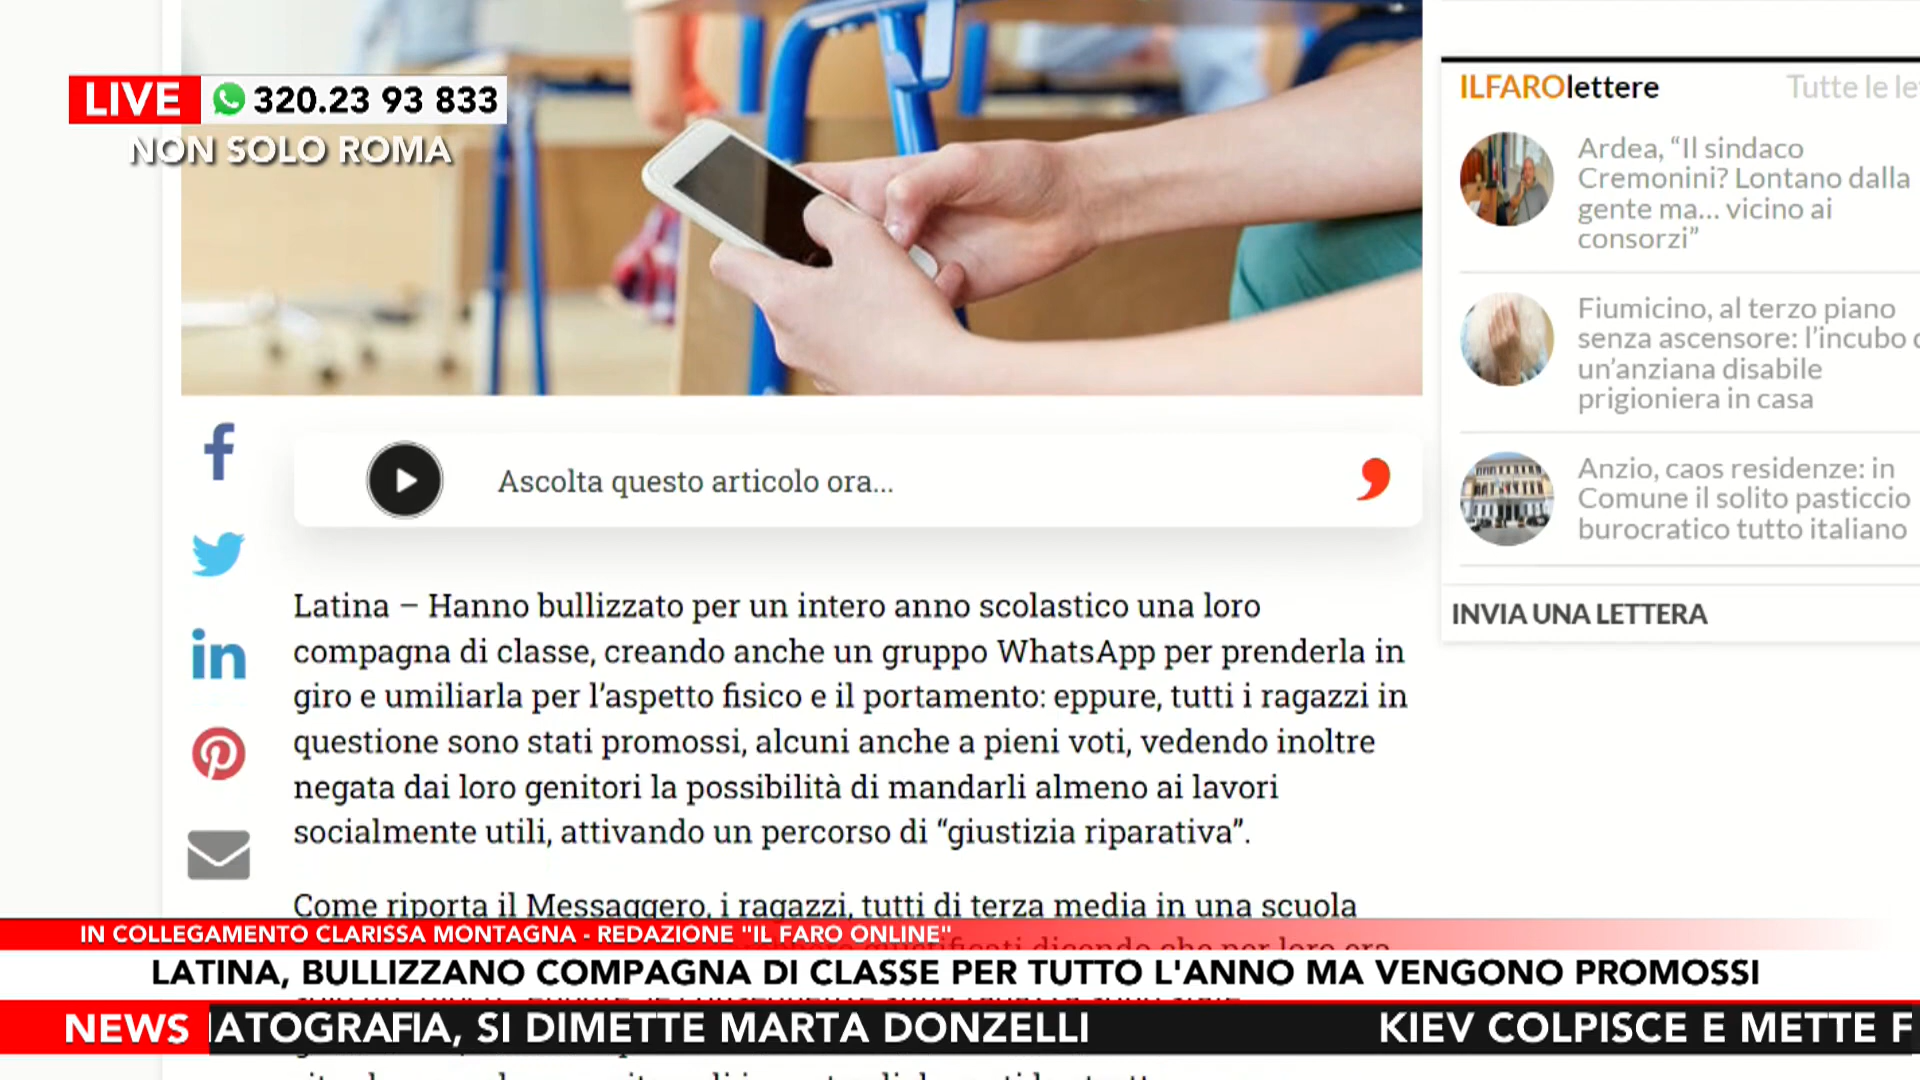 LIVE 320.23 93 833
NON SOLO ROMA
ILFAROlettere
Tutte le
Ardea, “Il sindaco
Cremonini? Lontano dalla
gente ma... vicino ai
consorzi”
Fiumicino, al terzo piano
senza ascensore: l’incubo
un’anziana disabile
prigioniera in casa
Anzio, caos residenze: in
Comune il solito pasticcio
burocratico tutto italiano
INVIA UNA LETTERA
Ascolta questo articolo ora...
Latina – Hanno bullizzato per un intero anno scolastico una loro
compagna di classe, creando anche un gruppo WhatsApp per prenderla in
giro e umiliarla per l’aspetto fisico e il portamento: eppure, tutti i ragazzi in
questione sono stati promossi, alcuni anche a pieni voti, vedendo inoltre
negata dai loro genitori la possibilità di mandarli almeno ai lavori
socialmente utili, attivando un percorso di “giustizia riparativa”.
Come riporta il Messaggero, i ragazzi, tutti di terza media in una scuola
IN COLLEGAMENTO CLARISSA MONTAGNA - REDAZIONE "IL FARO ONLINE"
LATINA, BULLIZZANO COMPAGNA DI CLASSE PER TUTTO L'ANNO MA VENGONO PROMOSSI
NEWS ATOGRAFIA, SI DIMETTE MARTA DONZELLI KIEV COLPISCE E METTE F